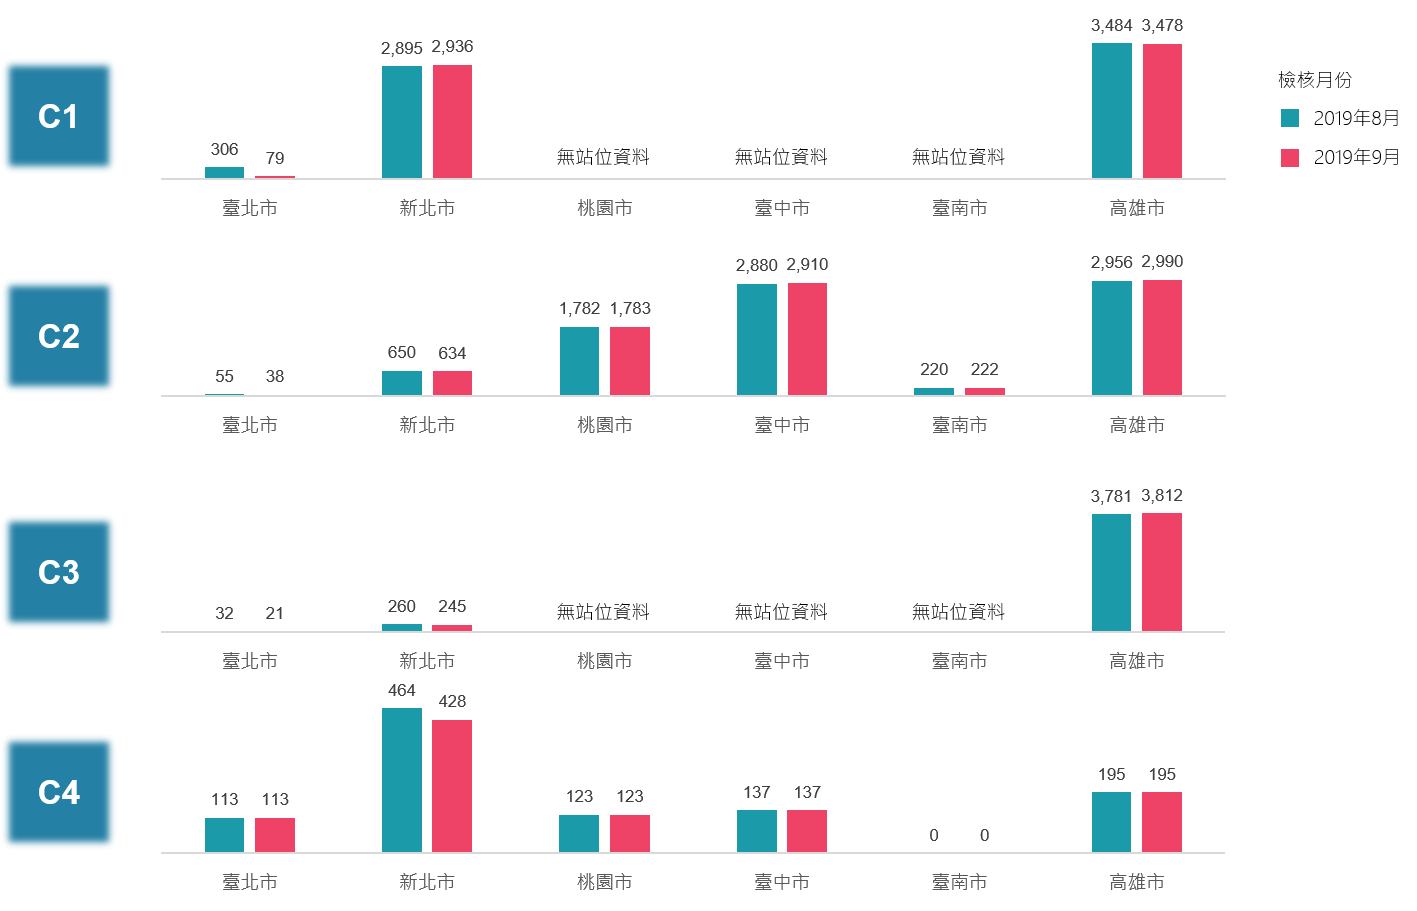 檢核月份
2019年8月
2019年9月
C1
306 79 2,895 2,936 無站位資料 無站位資料 無站位資料 3,484 3,478
臺北市 新北市 桃園市 臺中市 臺南市 高雄市
C2
55 38 650 634 1,782 1,783 2,880 2,910 220 222 2,956 2,990
臺北市 新北市 桃園市 臺中市 臺南市 高雄市
C3
32 21 260 245 無站位資料 無站位資料 無站位資料 3,781 3,812
臺北市 新北市 桃園市 臺中市 臺南市 高雄市
C4
113 113 464 428 123 123 137 137 0 0 195 195
臺北市 新北市 桃園市 臺中市 臺南市 高雄市